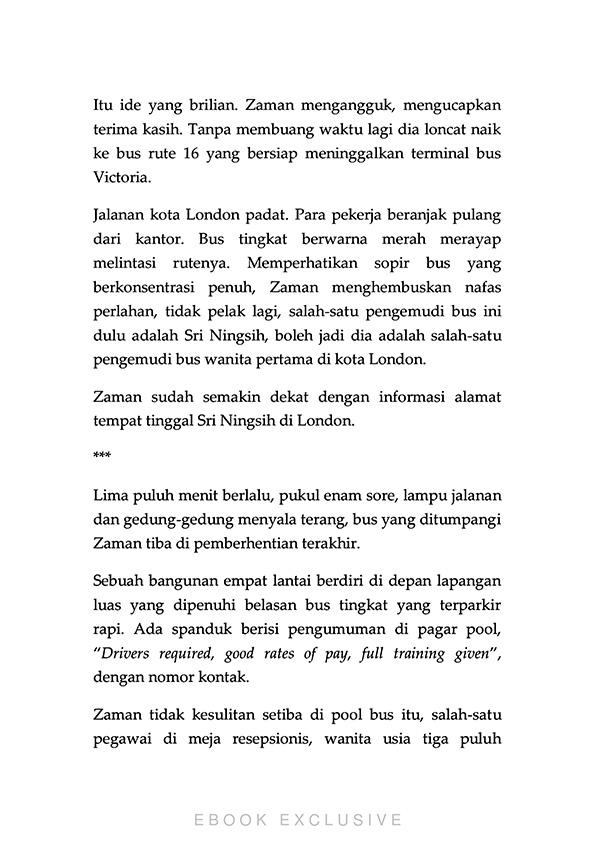 Itu ide yang brilian. Zaman mengangguk, mengucapkan
terima kasih. Tanpa membuang waktu lagi dia loncat naik
ke bus rute 16 yang bersiap meninggalkan terminal bus
Victoria.
Jalanan kota London padat. Para pekerja beranjak pulang
dari kantor. Bus tingkat berwarna merah merayap
melintasi rutenya. Memperhatikan sopir bus yang
berkonsentrasi penuh, Zaman menghembuskan nafas
perlahan, tidak pelak lagi, salah-satu pengemudi bus ini
dulu adalah Sri Ningsih, boleh jadi dia adalah salah-satu
pengemudi bus wanita pertama di kota London.
Zaman sudah semakin dekat dengan informasi alamat
tempat tinggal Sri Ningsih di London.
***
Lima puluh menit berlalu, pukul enam sore, lampu jalanan
dan gedung-gedung menyala terang, bus yang ditumpangi
Zaman tiba di pemberhentian terakhir.
Sebuah bangunan empat lantai berdiri di depan lapangan
luas yang dipenuhi belasan bus tingkat yang terparkir
rapi. Ada spanduk berisi pengumuman di pagar pool,
“Drivers required, good rates of pay, full training given”,
dengan nomor kontak.
Zaman tidak kesulitan setiba di pool bus itu, salah-satu
pegawai di meja resepsionis, wanita usia tiga puluh
EBOOK EXCLUSIVE